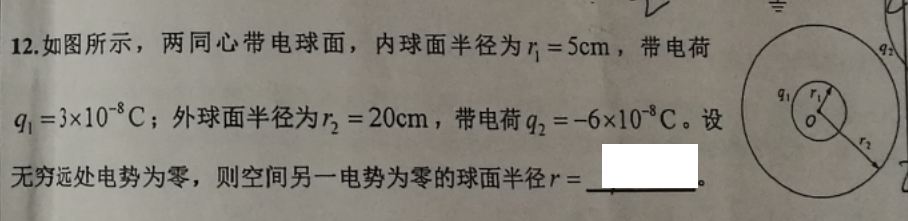 12.如图所示，两同心带电球面，内球面半径为r₁=5cm，带电荷
q₁=3×10⁻⁸C；外球面半径为r₂=20cm，带电荷q₂=-6×10⁻⁸C。设
无穷远处电势为零，则空间另一电势为零的球面半径r=____。
q₂
q₁ r₁
O
r₂